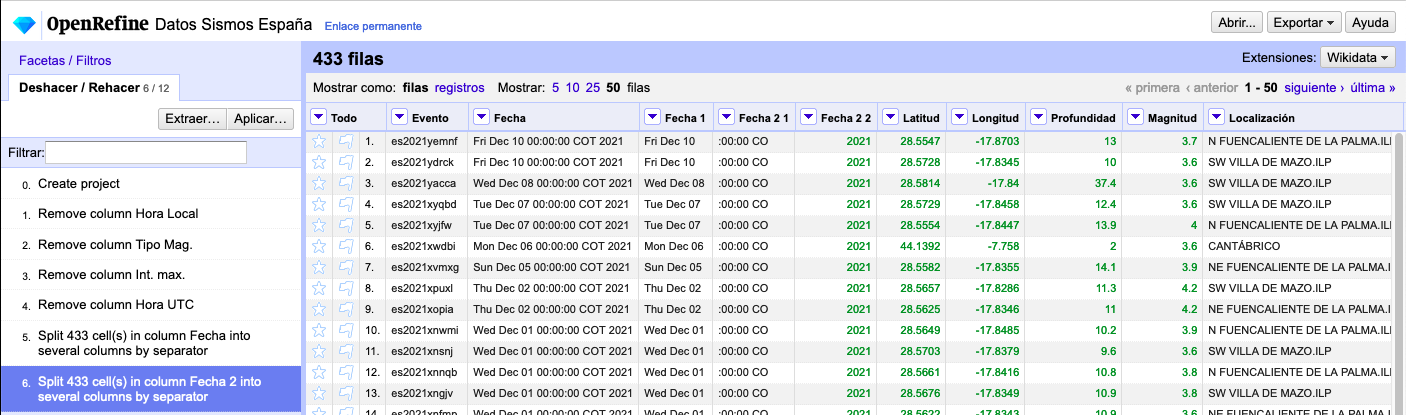 OpenRefine Datos Sismos España Enlace permanente Abrir... Exportar Ayuda
Facetas / Filtros
Deshacer / Rehacer 6 / 12
Extraer… Aplicar…
Filtrar:
0. Create project
1. Remove column Hora Local
2. Remove column Tipo Mag.
3. Remove column Int. max.
4. Remove column Hora UTC
5. Split 433 cell(s) in column Fecha into
several columns by separator
6. Split 433 cell(s) in column Fecha 2 into
several columns by separator
433 filas Extensiones: Wikidata
Mostrar como: filas registros Mostrar: 5 10 25 50 filas « primera ‹ anterior 1 - 50 siguiente › última »
Todo Evento Fecha Fecha 1 Fecha 2 1 Fecha 2 2 Latitud Longitud Profundidad Magnitud Localización
1. es2021yemnf Fri Dec 10 00:00:00 COT 2021 Fri Dec 10 :00:00 CO 2021 28.5547 -17.8703 13 3.7 N FUENCALIENTE DE LA PALMA.IL
2. es2021ydrck Fri Dec 10 00:00:00 COT 2021 Fri Dec 10 :00:00 CO 2021 28.5728 -17.8345 10 3.6 SW VILLA DE MAZO.ILP
3. es2021yacca Wed Dec 08 00:00:00 COT 2021 Wed Dec 08 :00:00 CO 2021 28.5814 -17.84 37.4 3.6 SW VILLA DE MAZO.ILP
4. es2021xyqbd Tue Dec 07 00:00:00 COT 2021 Tue Dec 07 :00:00 CO 2021 28.5729 -17.8458 12.4 3.6 SW VILLA DE MAZO.ILP
5. es2021xyjfw Tue Dec 07 00:00:00 COT 2021 Tue Dec 07 :00:00 CO 2021 28.5554 -17.8447 13.9 4 N FUENCALIENTE DE LA PALMA.ILP
6. es2021xwdbi Mon Dec 06 00:00:00 COT 2021 Mon Dec 06 :00:00 CO 2021 44.1392 -7.758 2 3.6 CANTÁBRICO
7. es2021xvmxg Sun Dec 05 00:00:00 COT 2021 Sun Dec 05 :00:00 CO 2021 28.5582 -17.8355 14.1 3.9 NE FUENCALIENTE DE LA PALMA.I
8. es2021xpuxl Thu Dec 02 00:00:00 COT 2021 Thu Dec 02 :00:00 CO 2021 28.5657 -17.8286 11.3 4.2 SW VILLA DE MAZO.ILP
9. es2021xopia Thu Dec 02 00:00:00 COT 2021 Thu Dec 02 :00:00 CO 2021 28.5625 -17.8346 11 4.2 NE FUENCALIENTE DE LA PALMA.I
10. es2021xnwmi Wed Dec 01 00:00:00 COT 2021 Wed Dec 01 :00:00 CO 2021 28.5649 -17.8485 10.2 3.9 N FUENCALIENTE DE LA PALMA.IL
11. es2021xnsnj Wed Dec 01 00:00:00 COT 2021 Wed Dec 01 :00:00 CO 2021 28.5703 -17.8379 9.6 3.6 SW VILLA DE MAZO.ILP
12. es2021xnnqb Wed Dec 01 00:00:00 COT 2021 Wed Dec 01 :00:00 CO 2021 28.5661 -17.8416 10.8 3.8 N FUENCALIENTE DE LA PALMA.IL
13. es2021xngjv Wed Dec 01 00:00:00 COT 2021 Wed Dec 01 :00:00 CO 2021 28.5676 -17.8349 10.9 3.8 SW VILLA DE MAZO.ILP
14. es2021xnfmp Wed Dec 01 00:00:00 COT 2021 Wed Dec 01 :00:00 CO 2021 28.5622 -17.8343 10.9 3.6 NE FUENCALIENTE DE LA PALMA.I